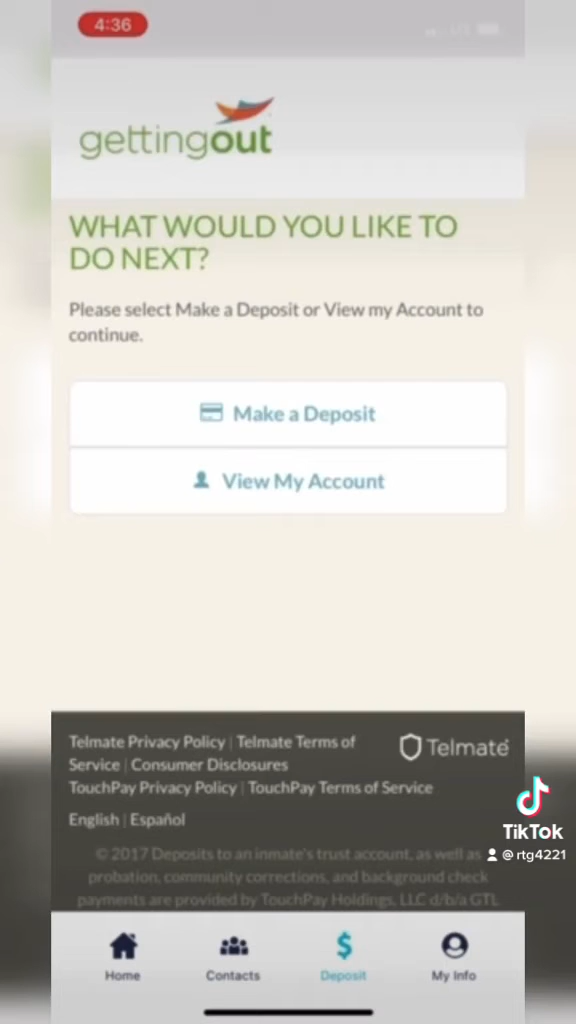 4:36
gettingout
WHAT WOULD YOU LIKE TO
DO NEXT?
Please select Make a Deposit or View my Account to
continue.
Make a Deposit
View My Account
Telmate Privacy Policy | Telmate Terms of
Service | Consumer Disclosures
Telmate
TouchPay Privacy Policy | TouchPay Terms of Service
English | Español
© 2017 Deposits to an inmate's trust account, as well as
probation, community corrections, and background check
payments are provided by TouchPay Holdings, LLC d/b/a GTL
TikTok
@rtg4221
Home
Contacts
Deposit
My Info